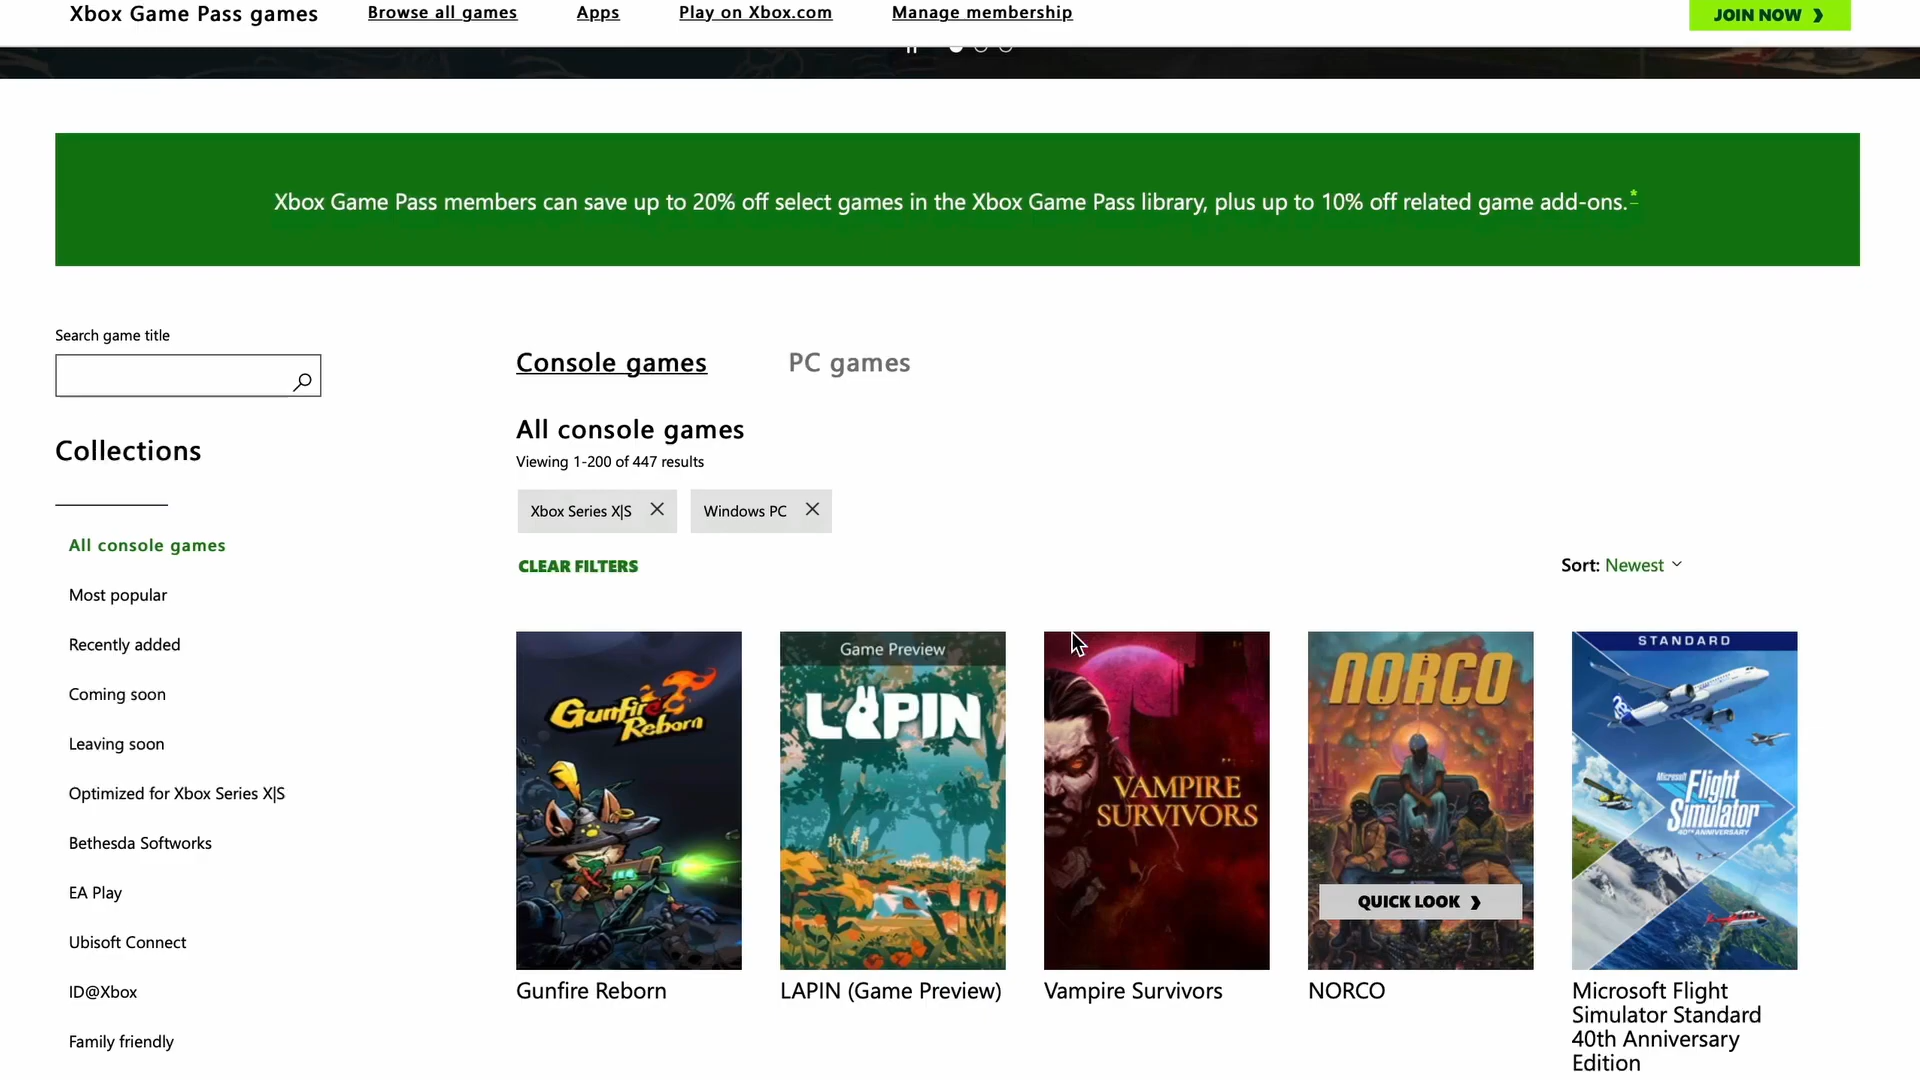 Xbox Game Pass games
Browse all games
Apps
Play on Xbox.com
Manage membership
JOIN NOW ❯
Xbox Game Pass members can save up to 20% off select games in the Xbox Game Pass library, plus up to 10% off related game add-ons.*
Search game title
Collections
All console games
Most popular
Recently added
Coming soon
Leaving soon
Optimized for Xbox Series X|S
Bethesda Softworks
EA Play
Ubisoft Connect
ID@Xbox
Family friendly
Console games
PC games
All console games
Viewing 1-200 of 447 results
Xbox Series X|S
Windows PC
CLEAR FILTERS
Sort: Newest
Gunfire
Reborn
Gunfire Reborn
Game Preview
LAPIN
LAPIN (Game Preview)
VAMPIRE
SURVIVORS
Vampire Survivors
NORCO
QUICK LOOK ❯
NORCO
STANDARD
Microsoft
Flight
Simulator
40TH ANNIVERSARY
Microsoft Flight
Simulator Standard
40th Anniversary
Edition